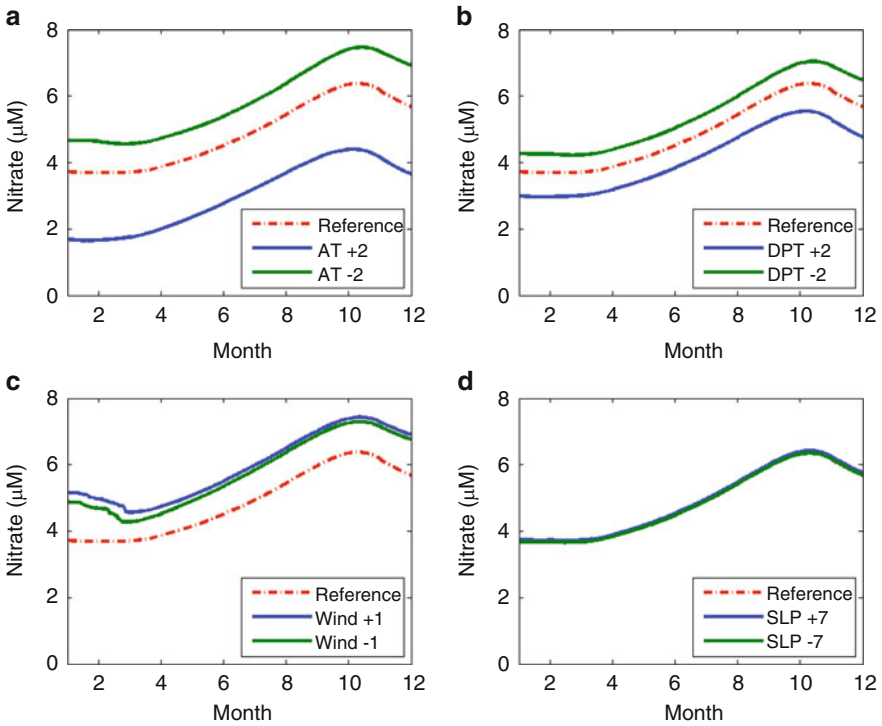 a
8
6
4
2
0
Nitrate (μM)
Reference
AT +2
AT -2
2
4
6
8
10
12
Month
b
8
6
4
2
0
Nitrate (μM)
Reference
DPT +2
DPT -2
2
4
6
8
10
12
Month
c
8
6
4
2
0
Nitrate (μM)
Reference
Wind +1
Wind -1
2
4
6
8
10
12
Month
d
8
6
4
2
0
Nitrate (μM)
Reference
SLP +7
SLP -7
2
4
6
8
10
12
Month